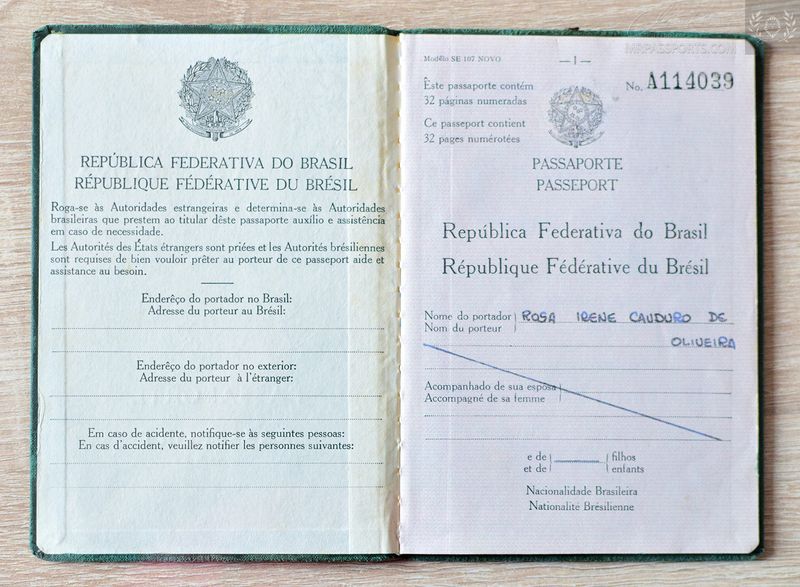 REPÚBLICA FEDERATIVA DO BRASIL
RÉPUBLIQUE FÉDÉRATIVE DU BRÉSIL
Roga-se às Autoridades estrangeiras e determina-se às Autoridades
brasileiras que prestem ao titular dêste passaporte auxílio e assistência
em caso de necessidade.
Les Autorités des États étrangers sont priées et les Autorités brésiliennes
sont requises de bien vouloir prêter au porteur de ce passeport aide et
assistance au besoin.
Enderêço do portador no Brasil:
Adresse du porteur au Brésil:
Enderêço do portador no exterior:
Adresse du porteur à l'étranger:
Em caso de acidente, notifique-se às seguintes pessoas:
En cas d'accident, veuillez notifier les personnes suivantes:
Modêlo SE 107 NOVO
— 1 —
Êste passaporte contém
32 páginas numeradas
No. A114039
Ce passeport contient
32 pages numérotées
PASSAPORTE
PASSEPORT
República Federativa do Brasil
République Fédérative du Brésil
Nome do portador ROSA IRENE CAUDURO DE
Nom du porteur
OLIVEIRA
Acompanhado de sua esposa
Accompagné de sa femme
e de filhos
et de enfants
Nacionalidade Brasileira
Nationalité Brésilienne
MRPASSPORTS.COM